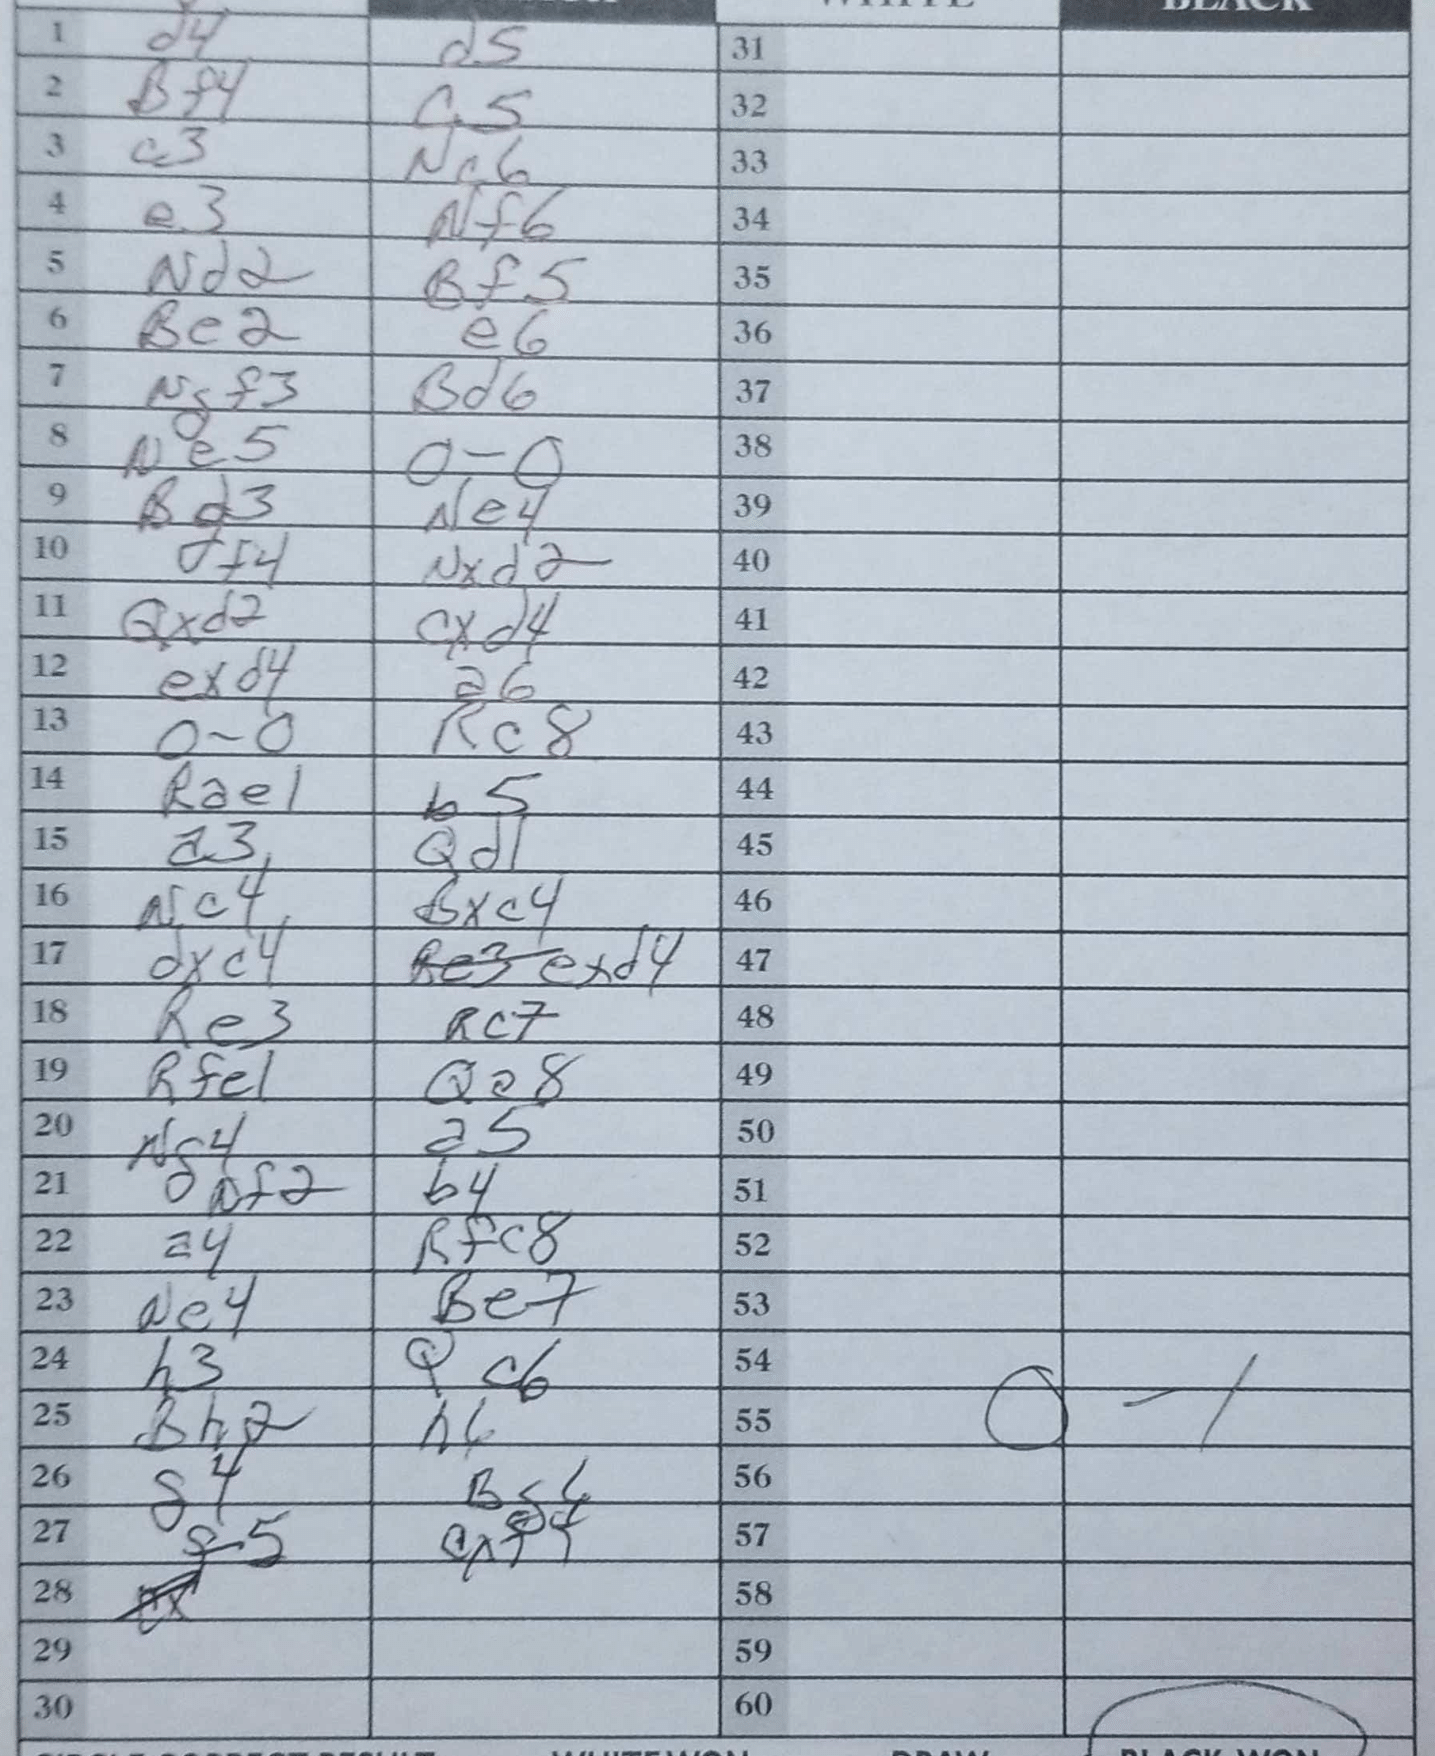 WHITE BLACK
1 d4 d5 31
2 Bf4 c5 32
3 c3 Nc6 33
4 e3 Nf6 34
5 Nd2 Bf5 35
6 Be2 e6 36
7 Ngf3 Bd6 37
8 Ne5 0-0 38
9 Bd3 Ne4 39
10 gf4 Nxd2 40
11 Qxd2 cxd4 41
12 exd4 a6 42
13 0-0 Rc8 43
14 Rae1 b5 44
15 a3 Qd1 45
16 Nc4 Bxc4 46
17 dxc4 Re3 exd4 47
18 Re3 Rc7 48
19 Rfe1 Qa8 49
20 Ng4 a5 50
21 Nf2 b4 51
22 a4 Rfc8 52
23 Ne4 Be7 53
24 h3 Qc6 54
25 Bh2 h6 55 0-1
26 g4 Bg6 56
27 g5 57
28 58
29 59
30 60
CIRCLE CORRECT RESULT WHITE WON DRAW BLACK WON